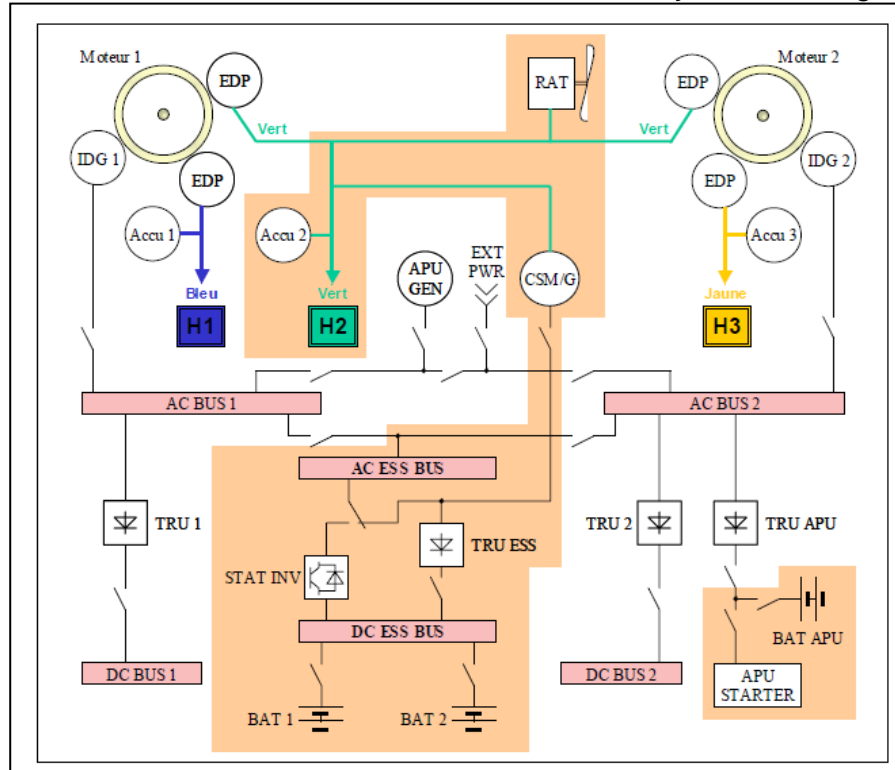 Moteur 1
EDP
RAT
EDP
Moteur 2
Vert
Vert
IDG 1
IDG 2
EDP
EDP
Accu 1
Accu 2
Accu 3
APU
GEN
EXT
PWR
CSM/G
Bleu
Vert
Jaune
H1
H2
H3
AC BUS 1
AC BUS 2
AC ESS BUS
TRU 1
TRU ESS
TRU 2
TRU APU
STAT INV
DC ESS BUS
BAT APU
DC BUS 1
DC BUS 2
APU
STARTER
BAT 1
BAT 2